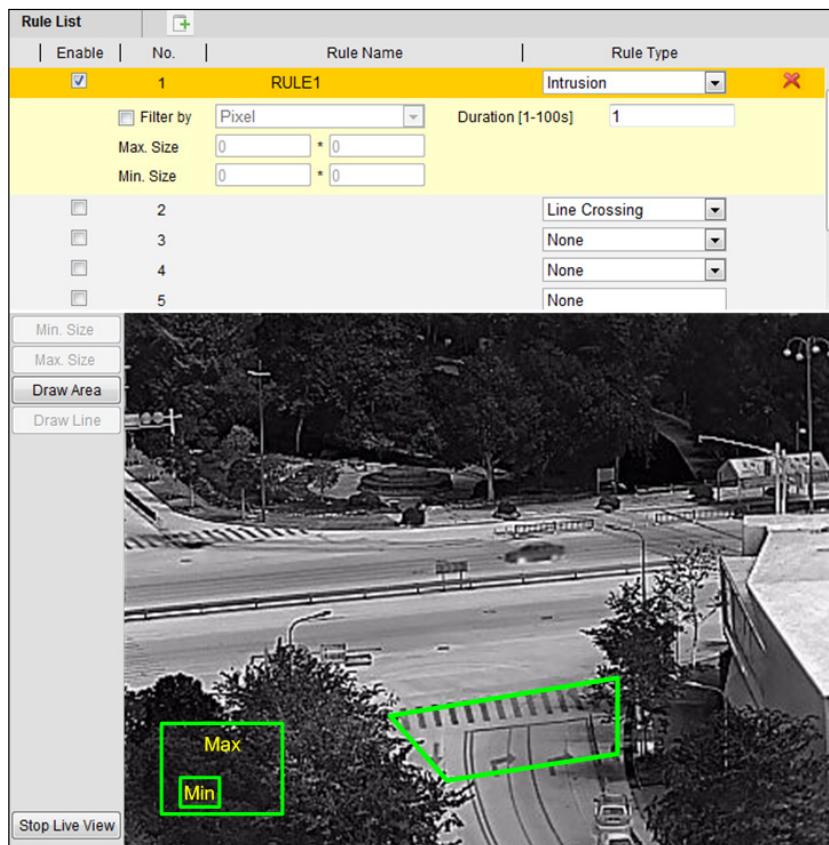 Rule List
Enable No. Rule Name Rule Type
1 RULE1 Intrusion
Filter by Pixel Duration [1-100s] 1
Max. Size 0 * 0
Min. Size 0 * 0
2 Line Crossing
3 None
4 None
5 None
Min. Size
Max. Size
Draw Area
Draw Line
Max
Min
Stop Live View